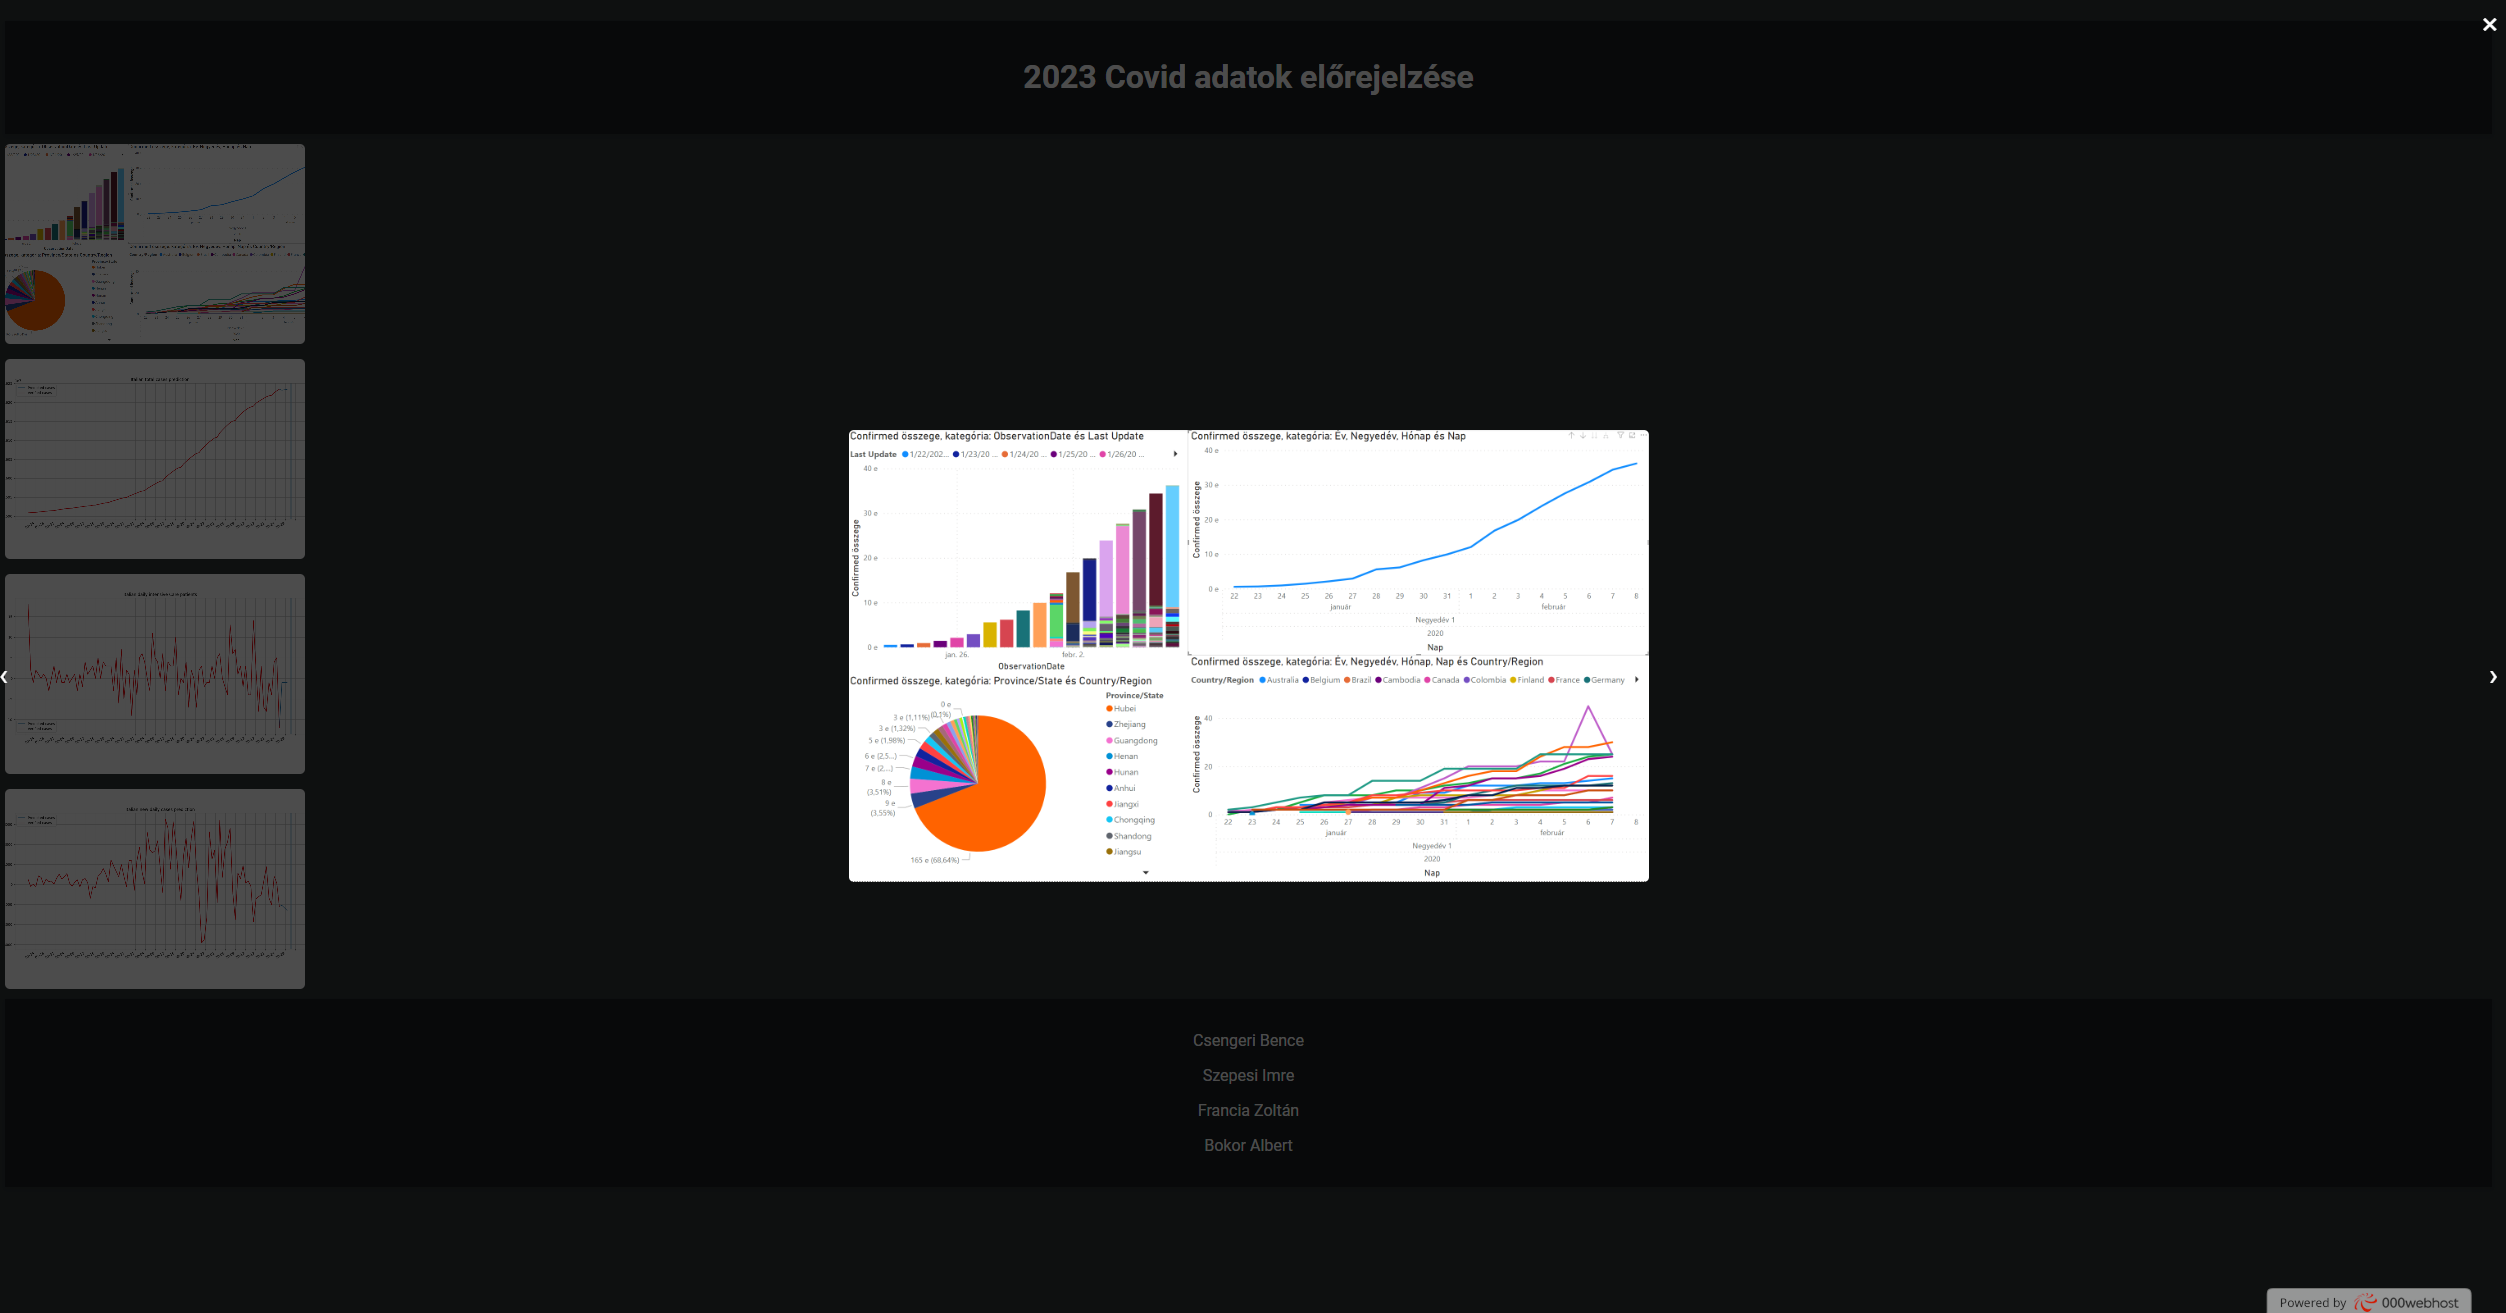 2023 Covid adatok előrejelzése
Confirmed összege, kategória: ObservationDate és Last Update
Last Update 1/22/202... 1/23/20 ... 1/24/20 ... 1/25/20 ... 1/26/20 ...
Confirmed összege
40 e
30 e
20 e
10 e
0 e
jan. 26. febr. 2.
ObservationDate
Confirmed összege, kategória: Év, Negyedév, Hónap és Nap
Confirmed összege
40 e
30 e
20 e
10 e
0 e
22 23 24 25 26 27 28 29 30 31 1 2 3 4 5 6 7 8
január február
Negyedév 1
2020
Nap
Confirmed összege, kategória: Province/State és Country/Region
0 e
(0,1%)
3 e (1,11%)
3 e (1,32%)
5 e (1,98%)
6 e (2,5...)
7 e (2,...)
8 e
(3,51%)
9 e
(3,55%)
165 e (68,64%)
Province/State
Hubei
Zhejiang
Guangdong
Henan
Hunan
Anhui
Jiangxi
Chongqing
Shandong
Jiangsu
Confirmed összege, kategória: Év, Negyedév, Hónap, Nap és Country/Region
Country/Region Australia Belgium Brazil Cambodia Canada Colombia Finland France Germany
Confirmed összege
40
20
0
22 23 24 25 26 27 28 29 30 31 1 2 3 4 5 6 7 8
január február
Negyedév 1
2020
Nap
Csengeri Bence
Szepesi Imre
Francia Zoltán
Bokor Albert
Powered by 000webhost